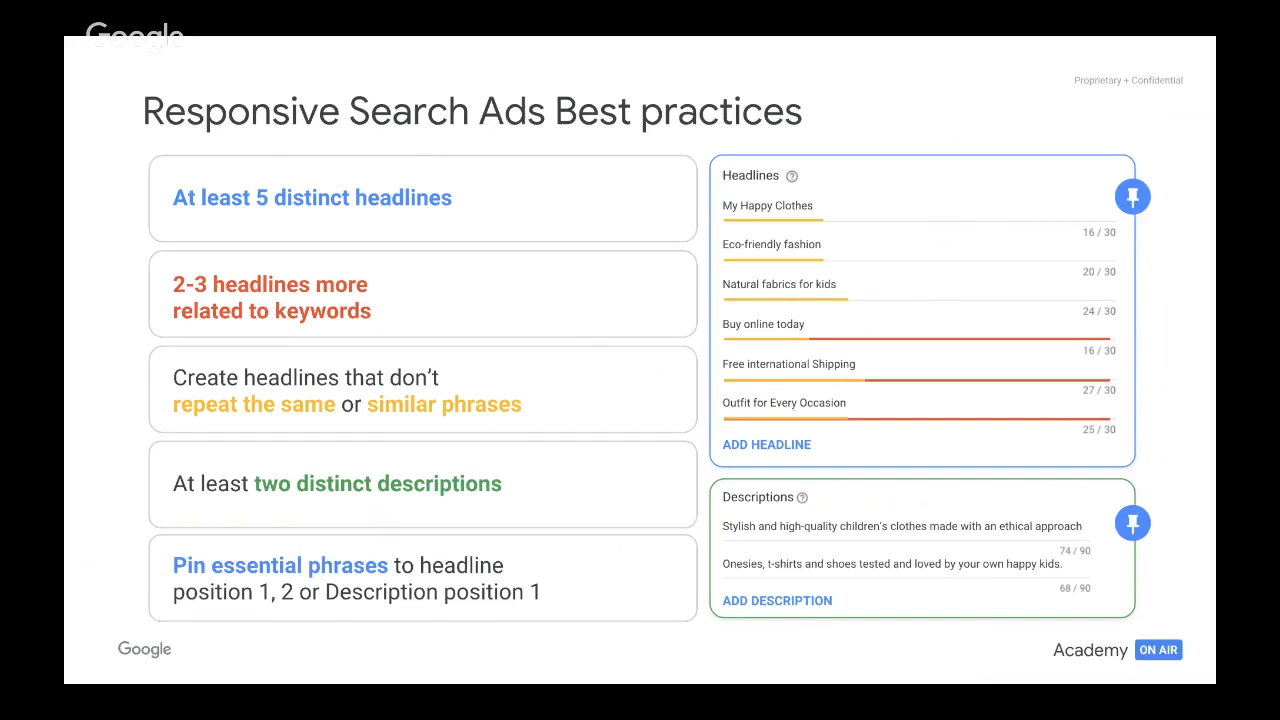 Google
Proprietary + Confidential
Responsive Search Ads Best practices
At least 5 distinct headlines
2-3 headlines more
related to keywords
Create headlines that don’t
repeat the same or similar phrases
At least two distinct descriptions
Pin essential phrases to headline
position 1, 2 or Description position 1
Headlines ?
My Happy Clothes
16 / 30
Eco-friendly fashion
20 / 30
Natural fabrics for kids
24 / 30
Buy online today
16 / 30
Free international Shipping
27 / 30
Outfit for Every Occasion
25 / 30
ADD HEADLINE
Descriptions ?
Stylish and high-quality children's clothes made with an ethical approach
74 / 90
Onesies, t-shirts and shoes tested and loved by your own happy kids.
68 / 90
ADD DESCRIPTION
Google
Academy ON AIR